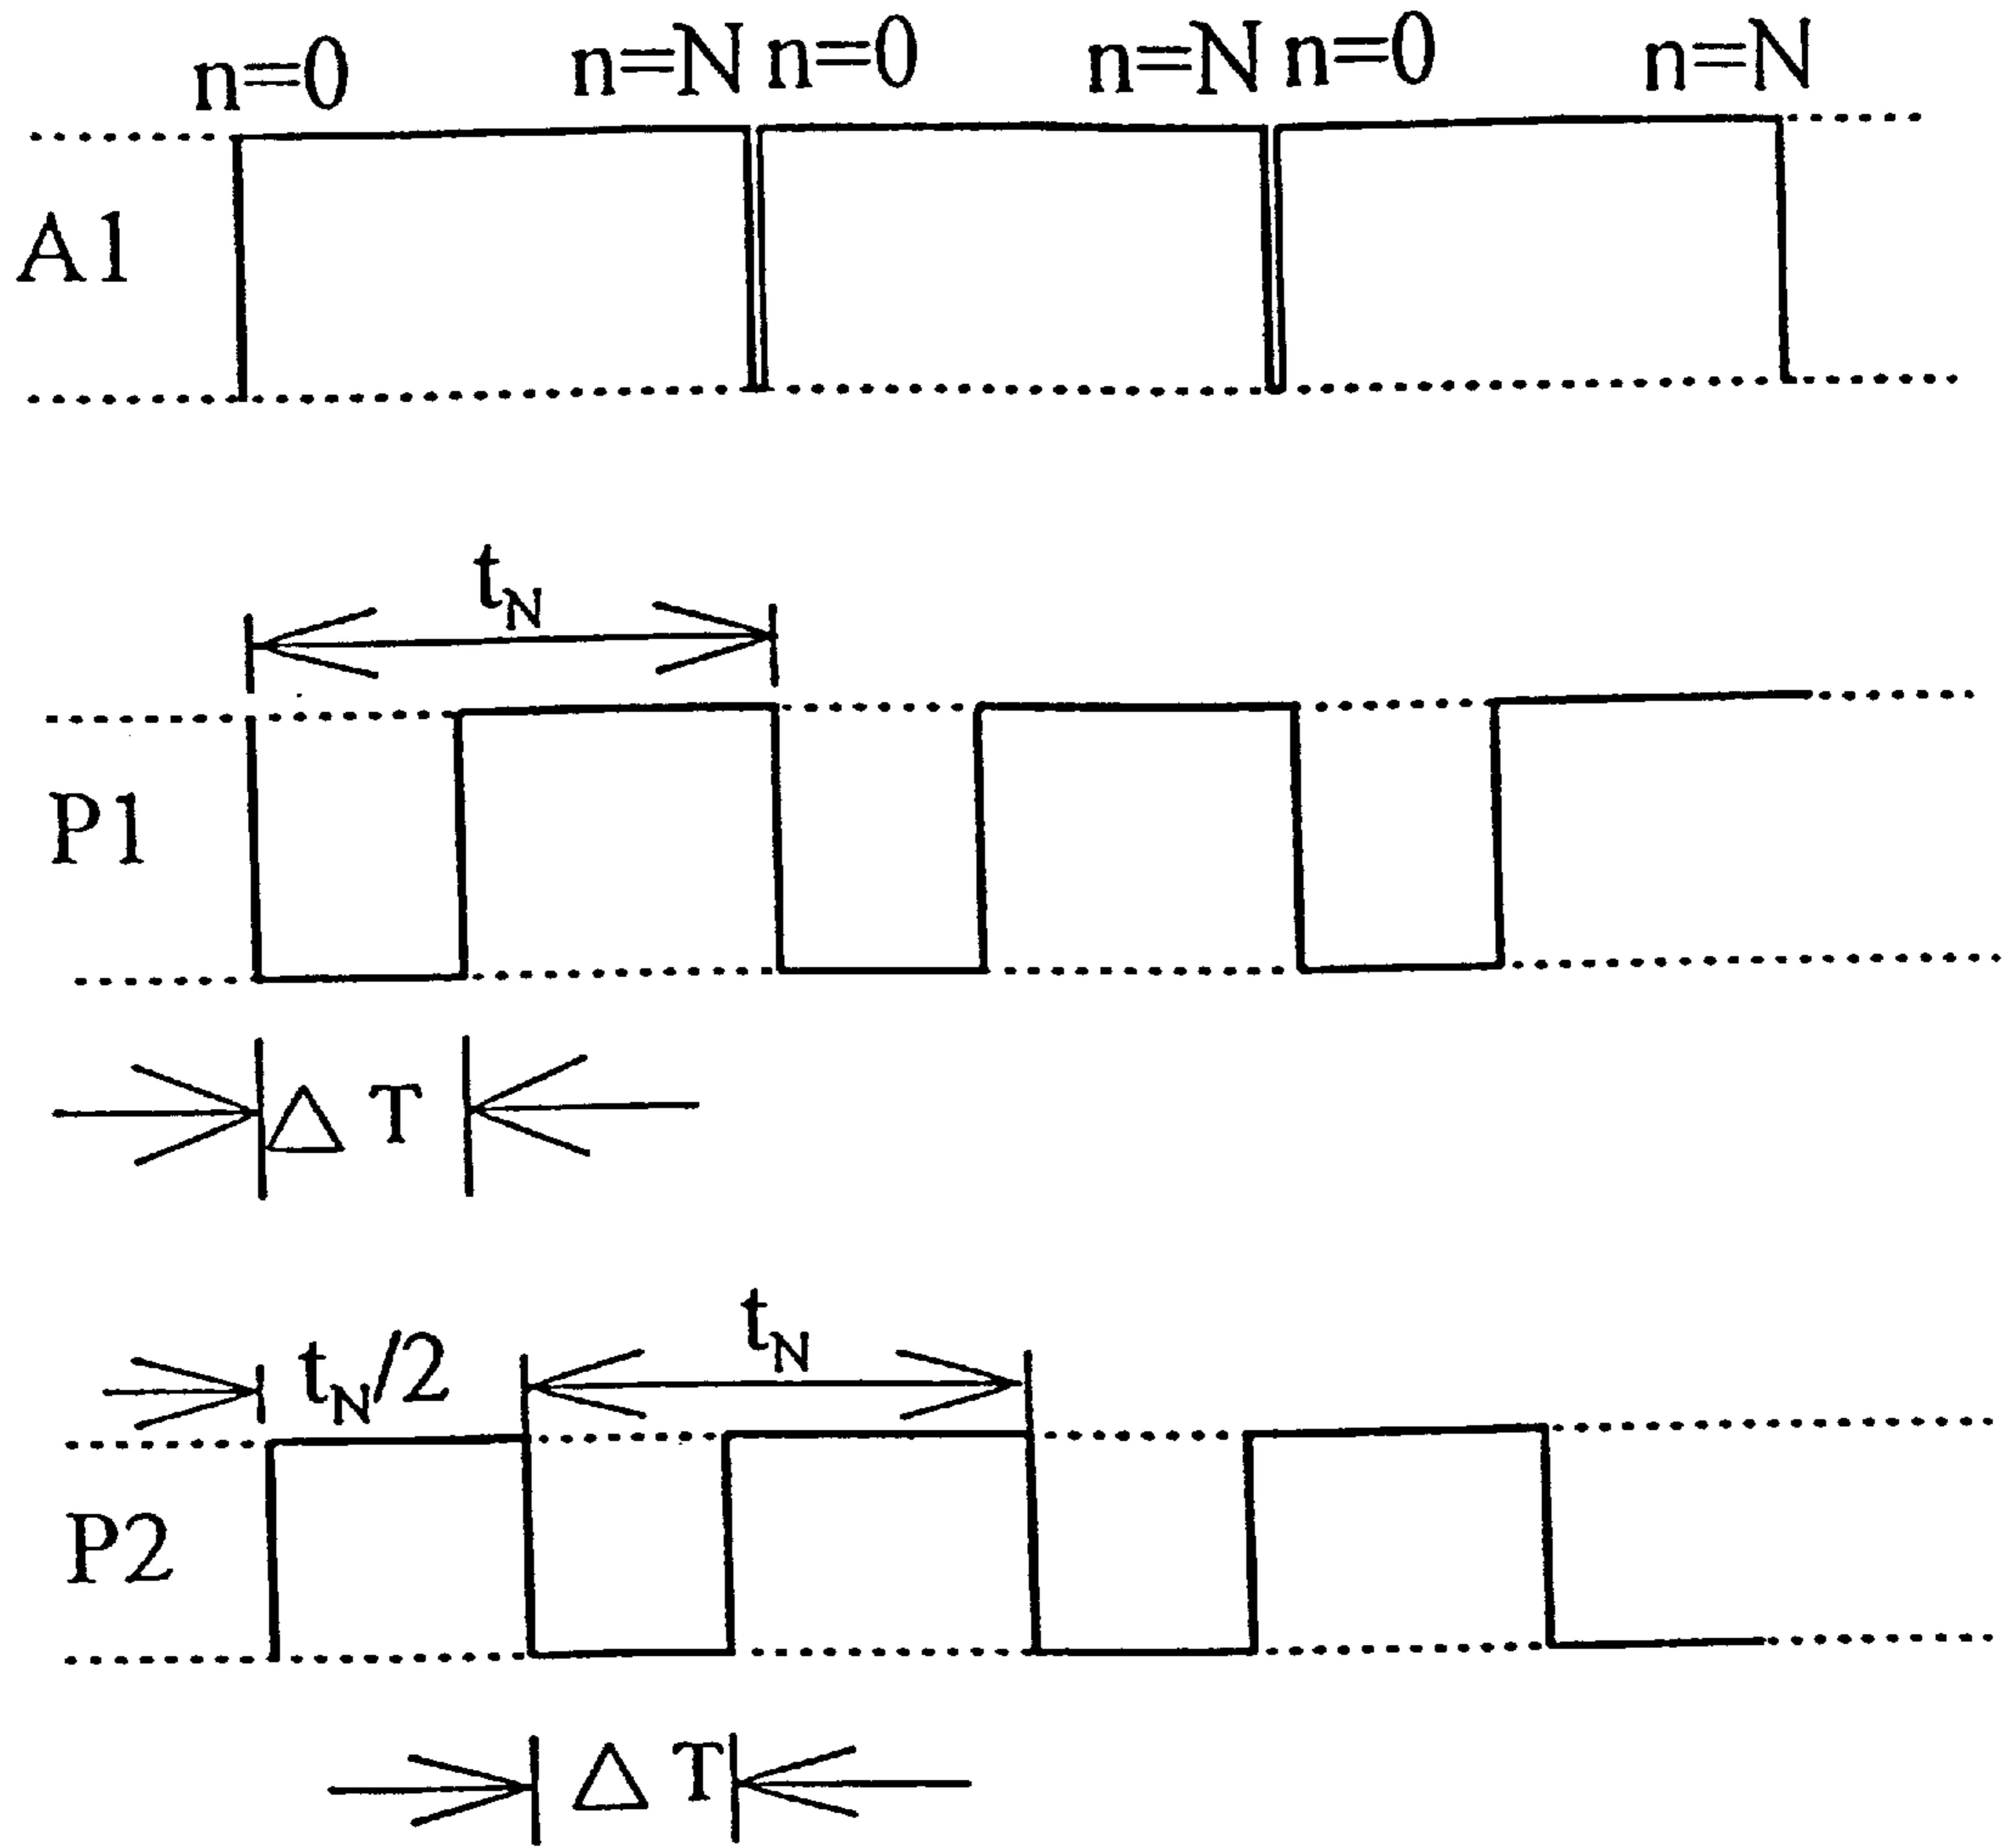 n=0 n=N n=0 n=N n=0 n=N
A1
tN
P1
△ T
tN/2 tN
P2
△ T